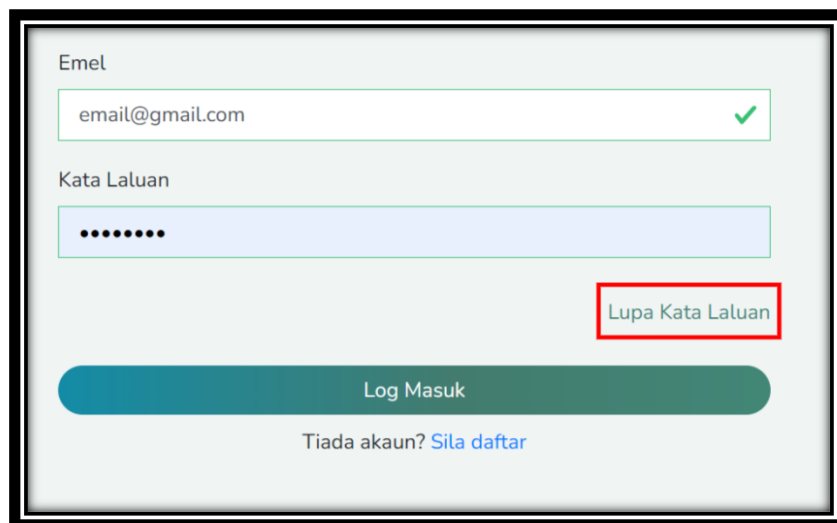 Emel
email@gmail.com
Kata Laluan
••••••••
Lupa Kata Laluan
Log Masuk
Tiada akaun? Sila daftar